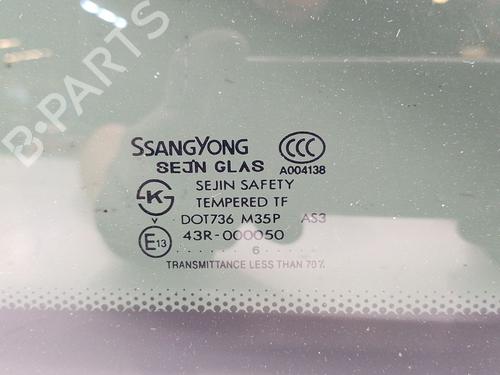 B-PARTS
SSANGYONG
SEJIN GLAS
CCC
A004138
SEJIN SAFETY
TEMPERED TF
DOT736 M35P AS3
E13
43R-000050
. . . . . . 6 . . . .
TRANSMITTANCE LESS THAN 70%